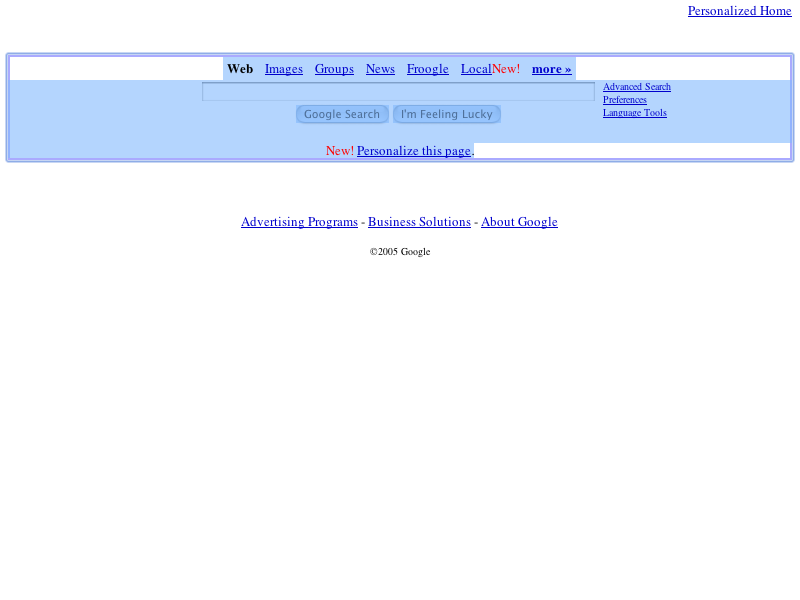 Personalized Home
Web Images Groups News Froogle LocalNew! more »
Advanced Search
Preferences
Language Tools
Google Search I'm Feeling Lucky
New! Personalize this page.
Advertising Programs - Business Solutions - About Google
©2005 Google